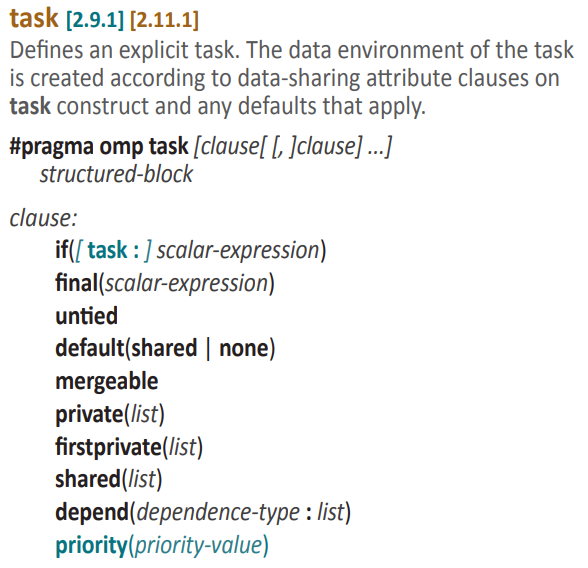 task [2.9.1] [2.11.1]
Defines an explicit task. The data environment of the task
is created according to data-sharing attribute clauses on
task construct and any defaults that apply.
#pragma omp task [clause[ [, ]clause] ...]
structured-block
clause:
if([ task : ] scalar-expression)
final(scalar-expression)
untied
default(shared | none)
mergeable
private(list)
firstprivate(list)
shared(list)
depend(dependence-type : list)
priority(priority-value)